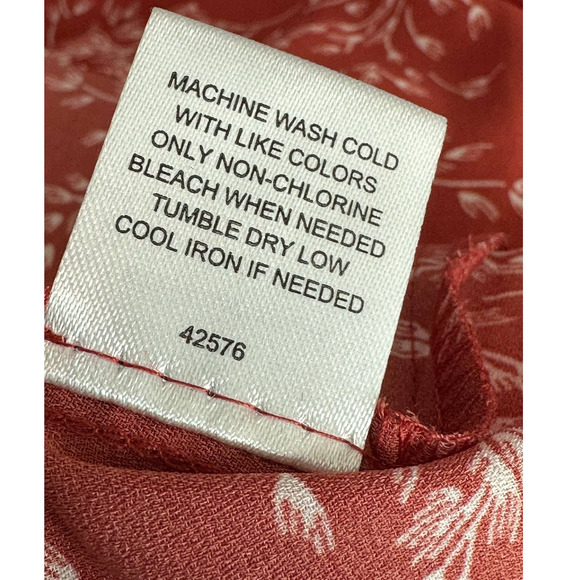 MACHINE WASH COLD
WITH LIKE COLORS
ONLY NON-CHLORINE
BLEACH WHEN NEEDED
TUMBLE DRY LOW
COOL IRON IF NEEDED
42576